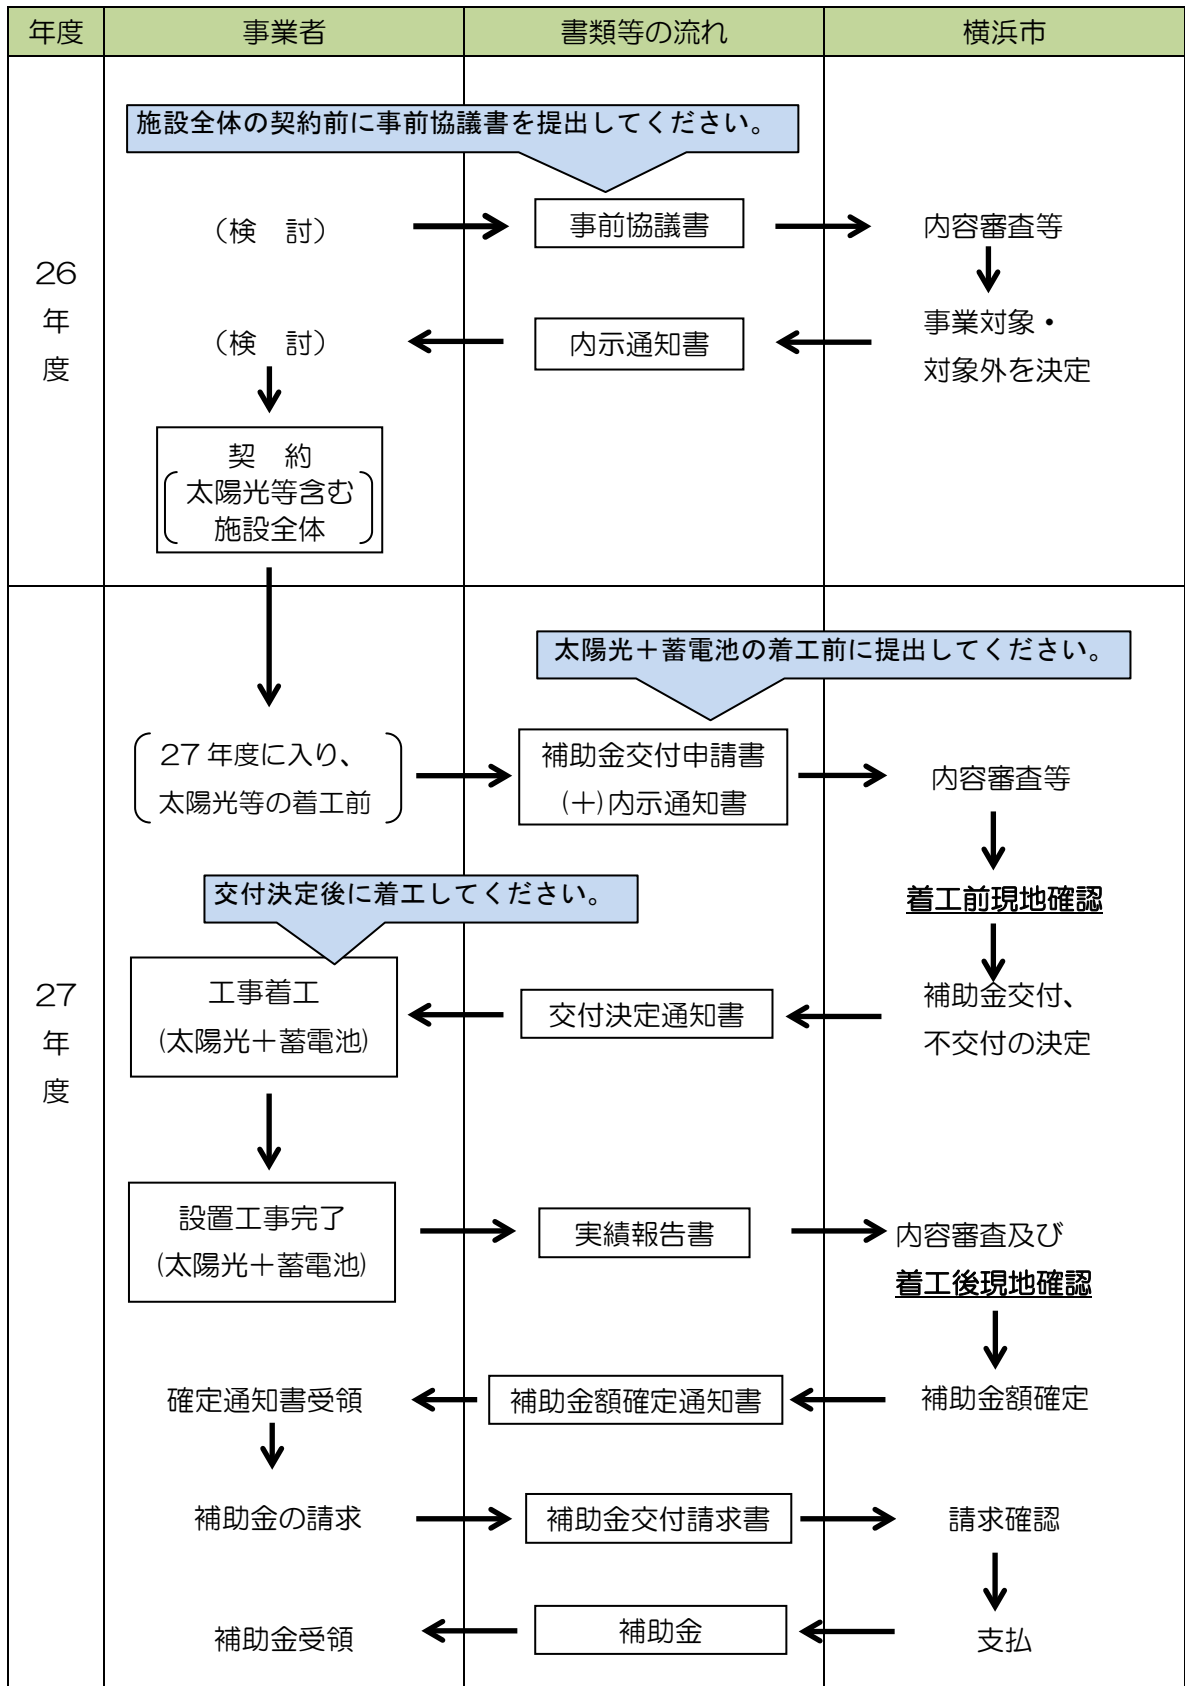 年度 事業者 書類等の流れ 横浜市
施設全体の契約前に事前協議書を提出してください。
(検　討) 事前協議書 内容審査等
26
年
度
(検　討) 内示通知書 事業対象・
対象外を決定
契　約
太陽光等含む
施設全体
太陽光＋蓄電池の着工前に提出してください。
27年度に入り、
太陽光等の着工前
補助金交付申請書
(＋)内示通知書
内容審査等
着工前現地確認
交付決定後に着工してください。
27
年
度
工事着工
(太陽光＋蓄電池)
交付決定通知書
補助金交付、
不交付の決定
設置工事完了
(太陽光＋蓄電池)
実績報告書
内容審査及び
着工後現地確認
確定通知書受領 補助金額確定通知書 補助金額確定
補助金の請求 補助金交付請求書 請求確認
補助金受領 補助金 支払